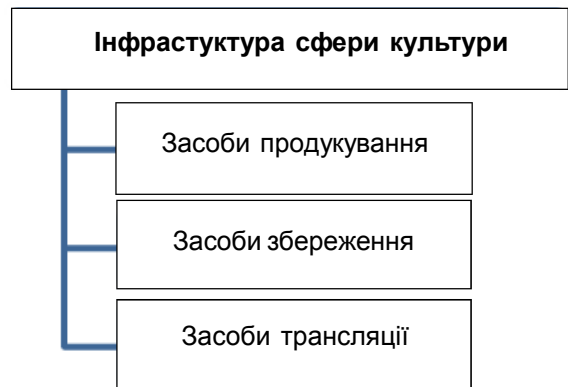 Інфрастуктура сфери культури
Засоби продукування
Засоби збереження
Засоби трансляції